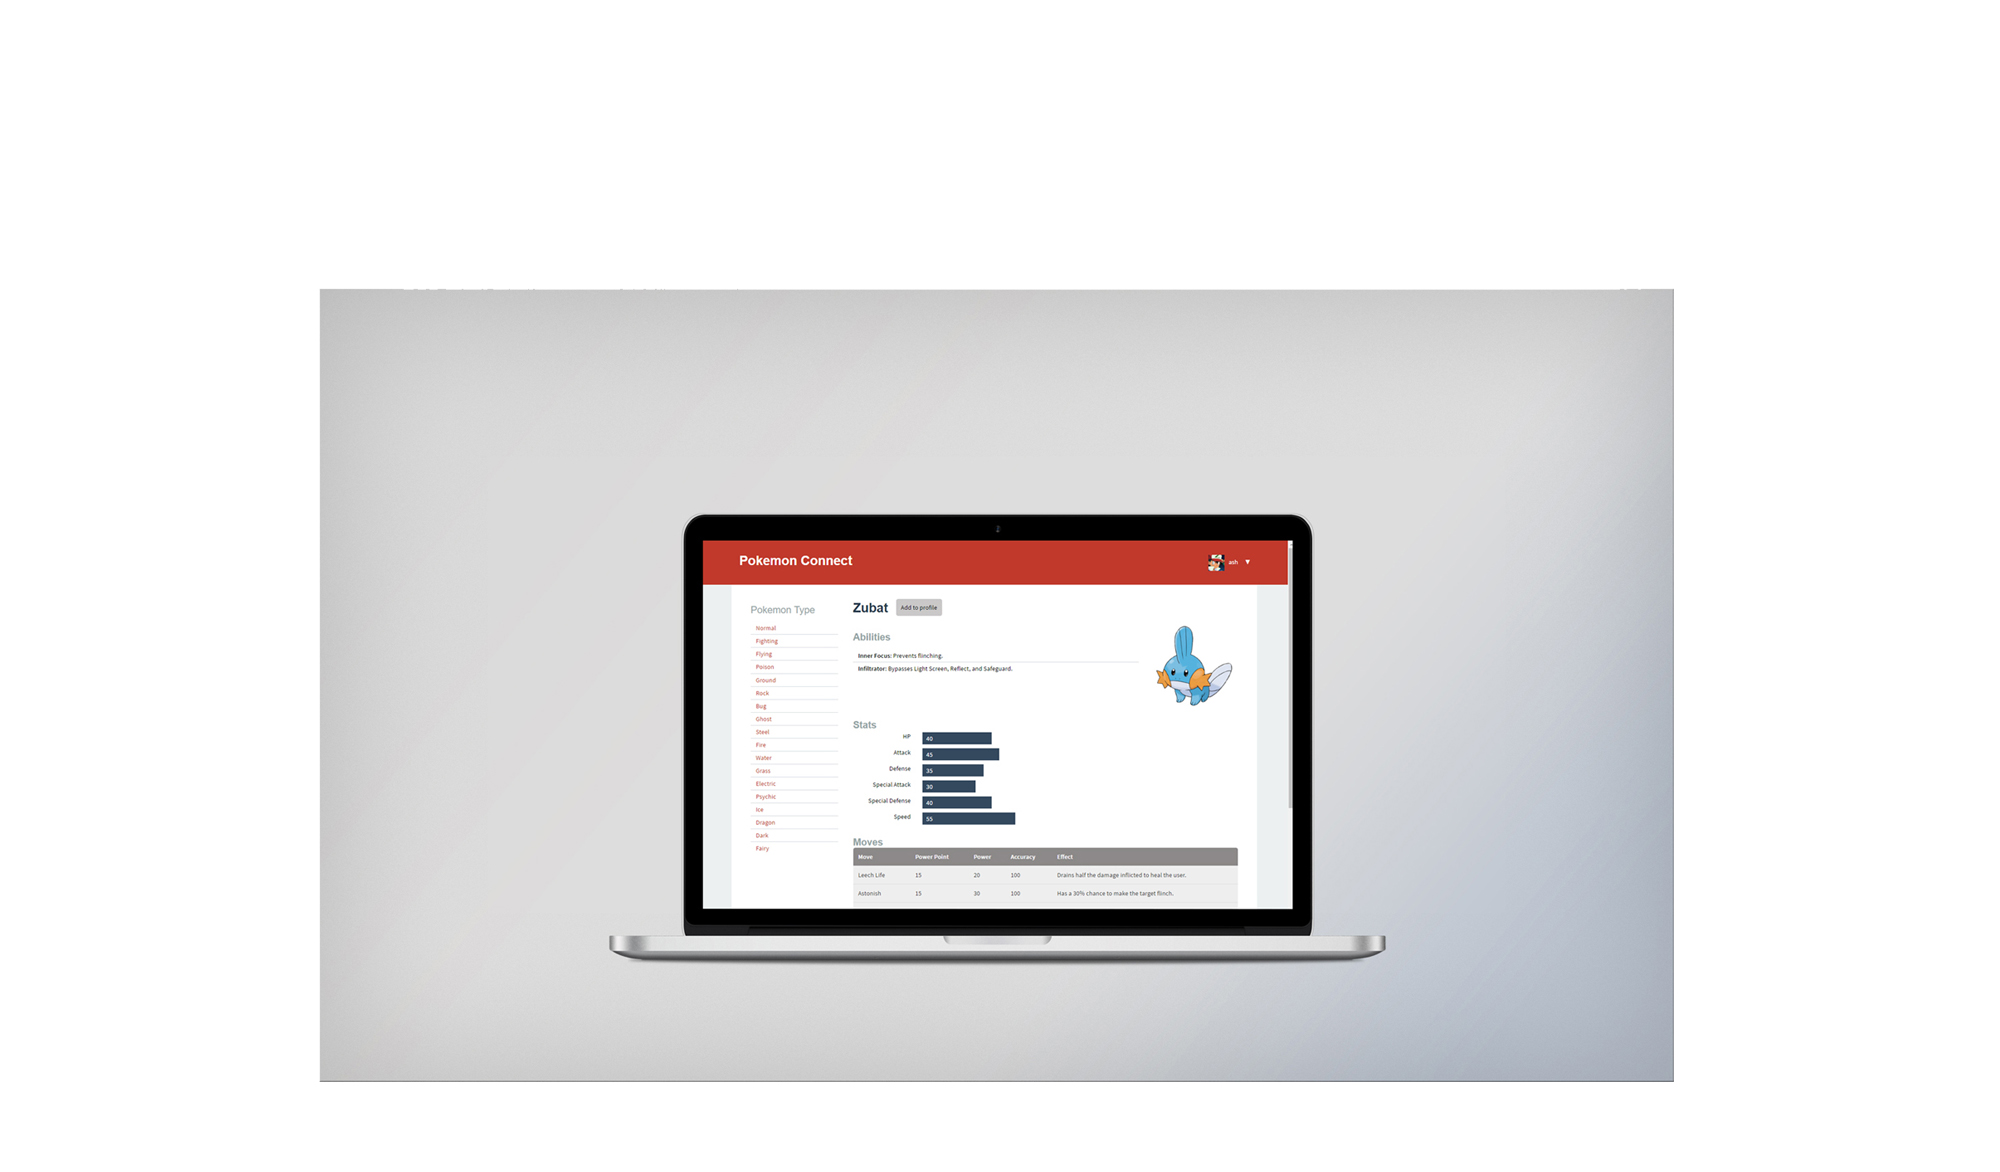 Pokemon Connect
ash ▼
Pokemon Type
Normal
Fighting
Flying
Poison
Ground
Rock
Bug
Ghost
Steel
Fire
Water
Grass
Electric
Psychic
Ice
Dragon
Dark
Fairy
Zubat Add to profile
Abilities
Inner Focus: Prevents flinching.
Infiltrator: Bypasses Light Screen, Reflect, and Safeguard.
Stats
HP 40
Attack 45
Defense 35
Special Attack 30
Special Defense 40
Speed 55
Moves
Move Power Point Power Accuracy Effect
Leech Life 15 20 100 Drains half the damage inflicted to heal the user.
Astonish 15 30 100 Has a 30% chance to make the target flinch.